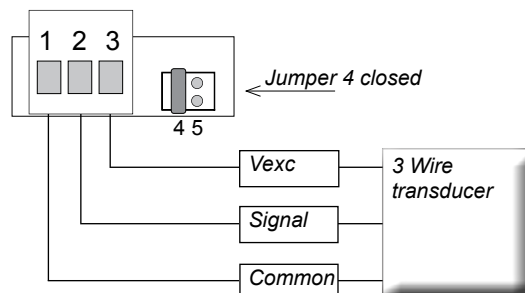 1 2 3
Jumper 4 closed
4 5
Vexc
3 Wire
transducer
Signal
Common